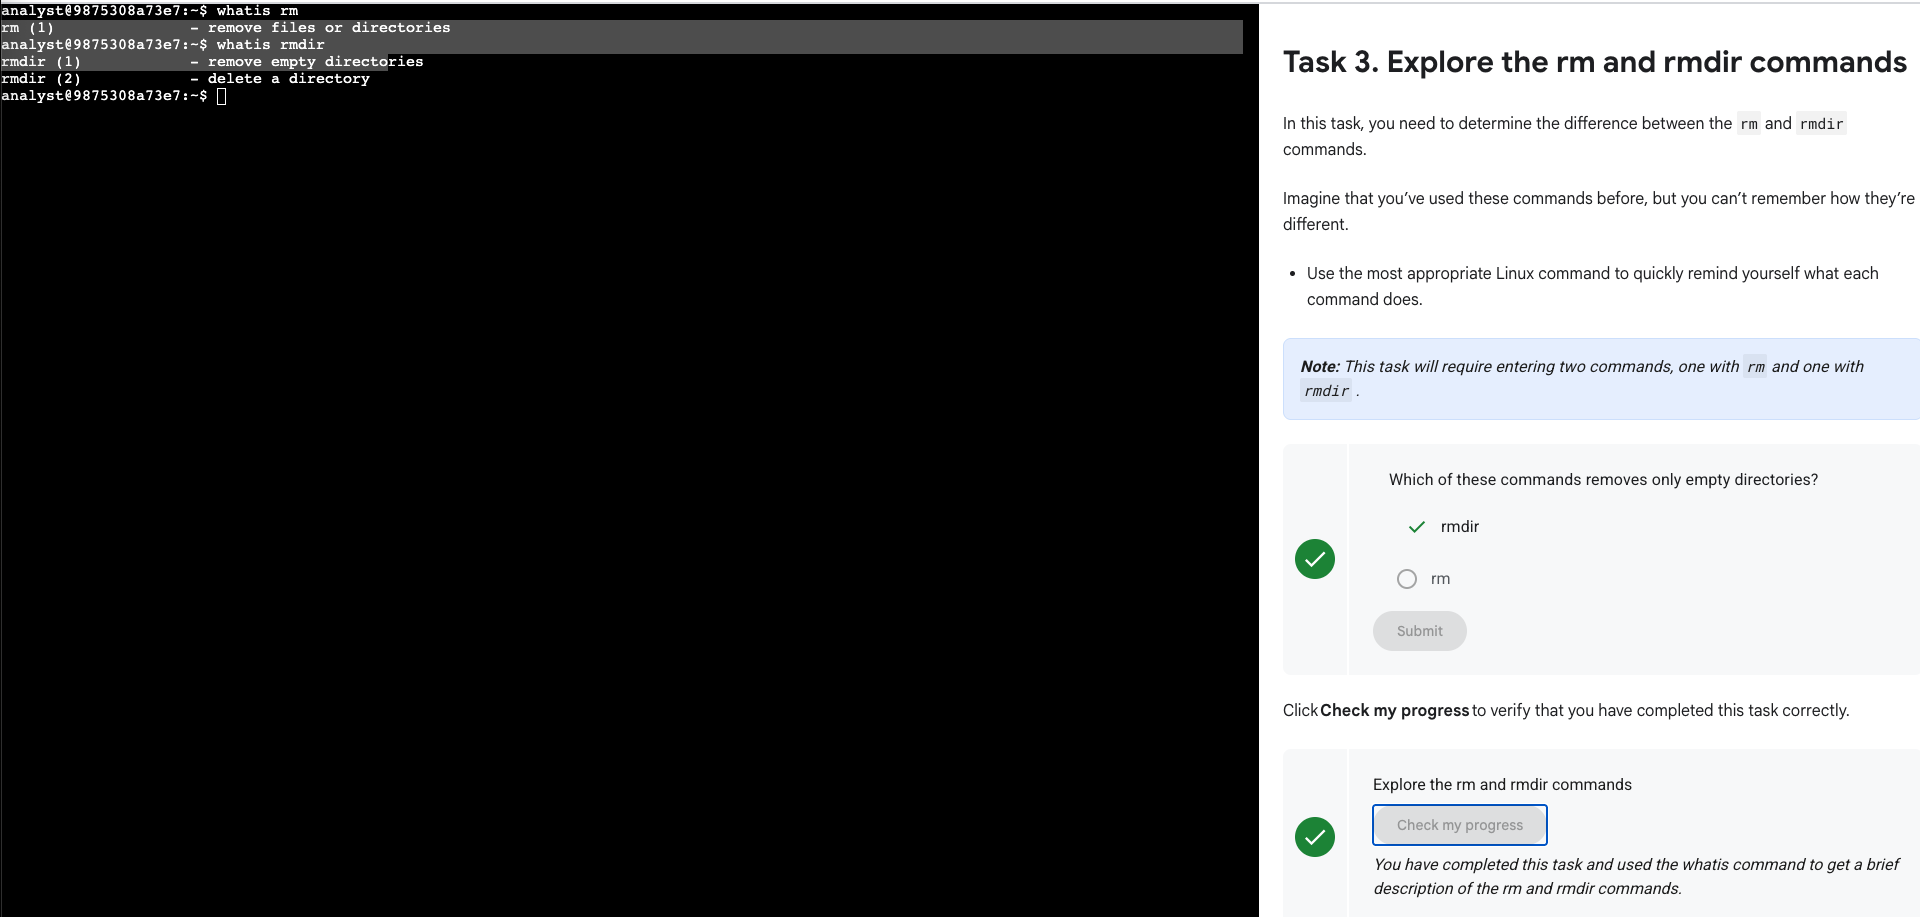 analyst@9875308a73e7:~$ whatis rm
rm (1)               - remove files or directories
analyst@9875308a73e7:~$ whatis rmdir
rmdir (1)            - remove empty directories
rmdir (2)            - delete a directory
analyst@9875308a73e7:~$
Task 3. Explore the rm and rmdir commands
In this task, you need to determine the difference between the rm and rmdir
commands.
Imagine that you’ve used these commands before, but you can’t remember how they’re
different.
• Use the most appropriate Linux command to quickly remind yourself what each
command does.
Note: This task will require entering two commands, one with rm and one with
rmdir .
Which of these commands removes only empty directories?
rmdir
rm
Submit
Click Check my progress to verify that you have completed this task correctly.
Explore the rm and rmdir commands
Check my progress
You have completed this task and used the whatis command to get a brief
description of the rm and rmdir commands.